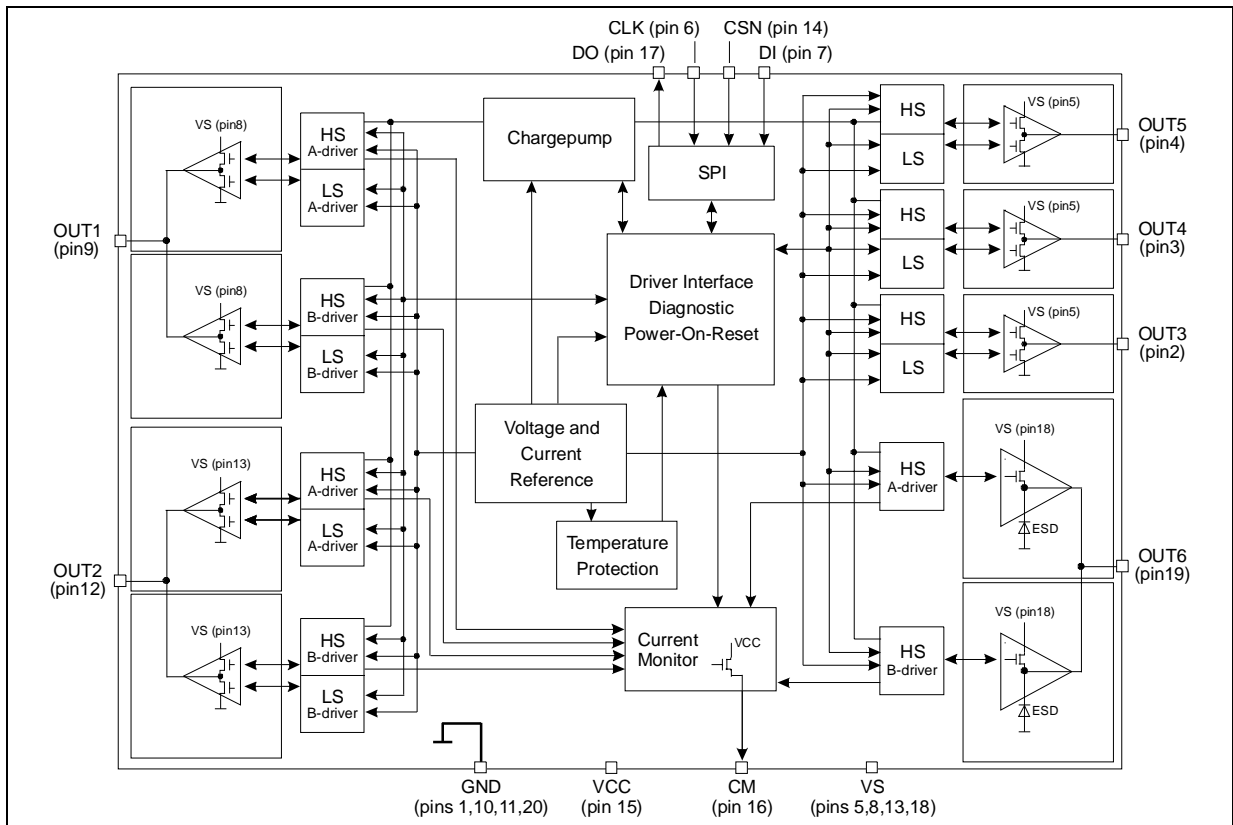 CLK (pin 6)
CSN (pin 14)
DO (pin 17)
DI (pin 7)
VS (pin8)
HS
A-driver
LS
A-driver
Chargepump
SPI
HS
LS
VS (pin5)
OUT5
(pin4)
OUT1
(pin9)
HS
LS
VS (pin5)
OUT4
(pin3)
VS (pin8)
HS
B-driver
LS
B-driver
Driver Interface
Diagnostic
Power-On-Reset
HS
LS
VS (pin5)
OUT3
(pin2)
VS (pin13)
HS
A-driver
LS
A-driver
Voltage and
Current
Reference
HS
A-driver
VS (pin18)
ESD
OUT2
(pin12)
Temperature
Protection
OUT6
(pin19)
VS (pin13)
HS
B-driver
LS
B-driver
Current
Monitor
VCC
HS
B-driver
VS (pin18)
ESD
GND
(pins 1,10,11,20)
VCC
(pin 15)
CM
(pin 16)
VS
(pins 5,8,13,18)